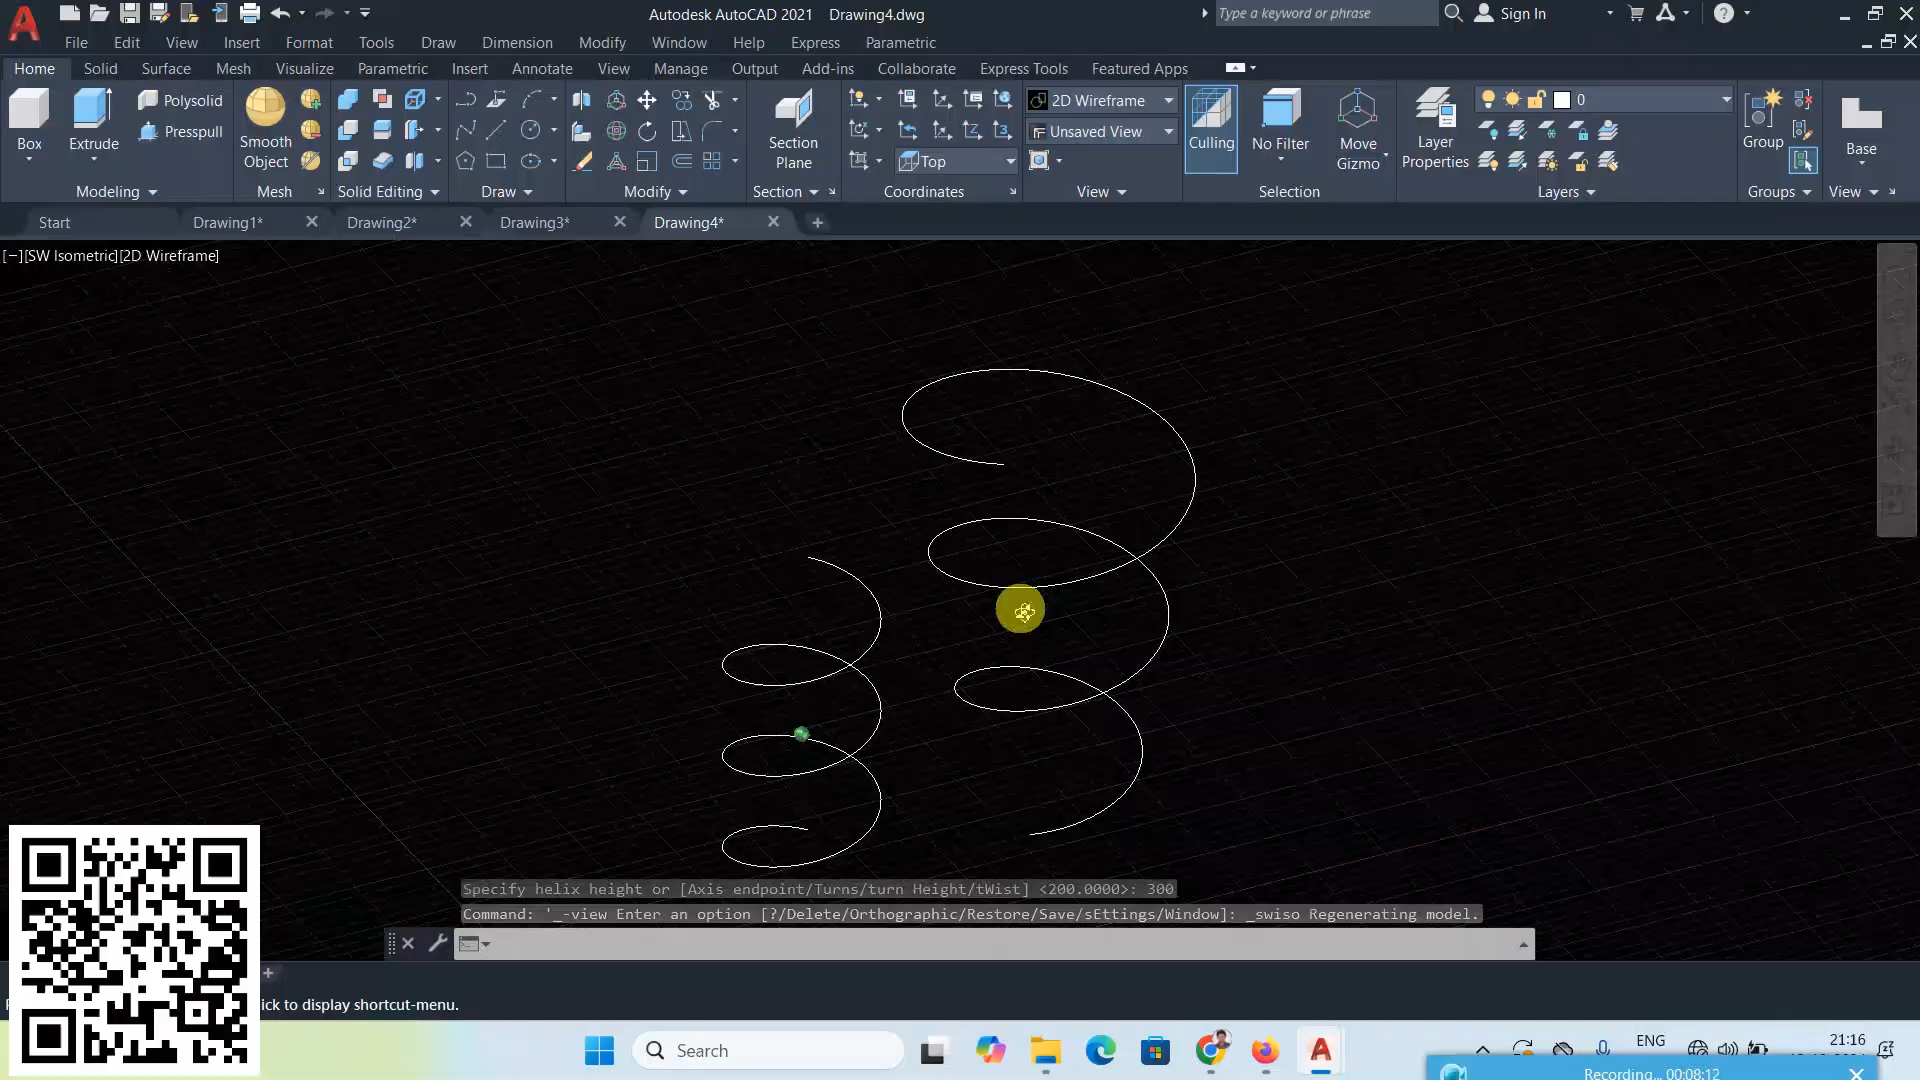 Autodesk AutoCAD 2021 Drawing4.dwg
Type a keyword or phrase
Sign In
File Edit View Insert Format Tools Draw Dimension Modify Window Help Express Parametric
Home Solid Surface Mesh Visualize Parametric Insert Annotate View Manage Output Add-ins Collaborate Express Tools Featured Apps
Box
Extrude
Polysolid
Presspull
Smooth
Object
Section
Plane
Top
2D Wireframe
Unsaved View
Culling
No Filter
Move
Gizmo
Layer
Properties
0
Group
Base
Modeling Mesh Solid Editing Draw Modify Section Coordinates View Selection Layers Groups View
Start Drawing1* Drawing2* Drawing3* Drawing4*
[−][SW Isometric][2D Wireframe]
Specify helix height or [Axis endpoint/Turns/turn Height/tWist] <200.0000>: 300
Command: '_-view Enter an option [?/Delete/Orthographic/Restore/Save/sEttings/Window]: _swiso Regenerating model.
ick to display shortcut-menu.
Search
ENG
21:16
Recording... 00:08:12